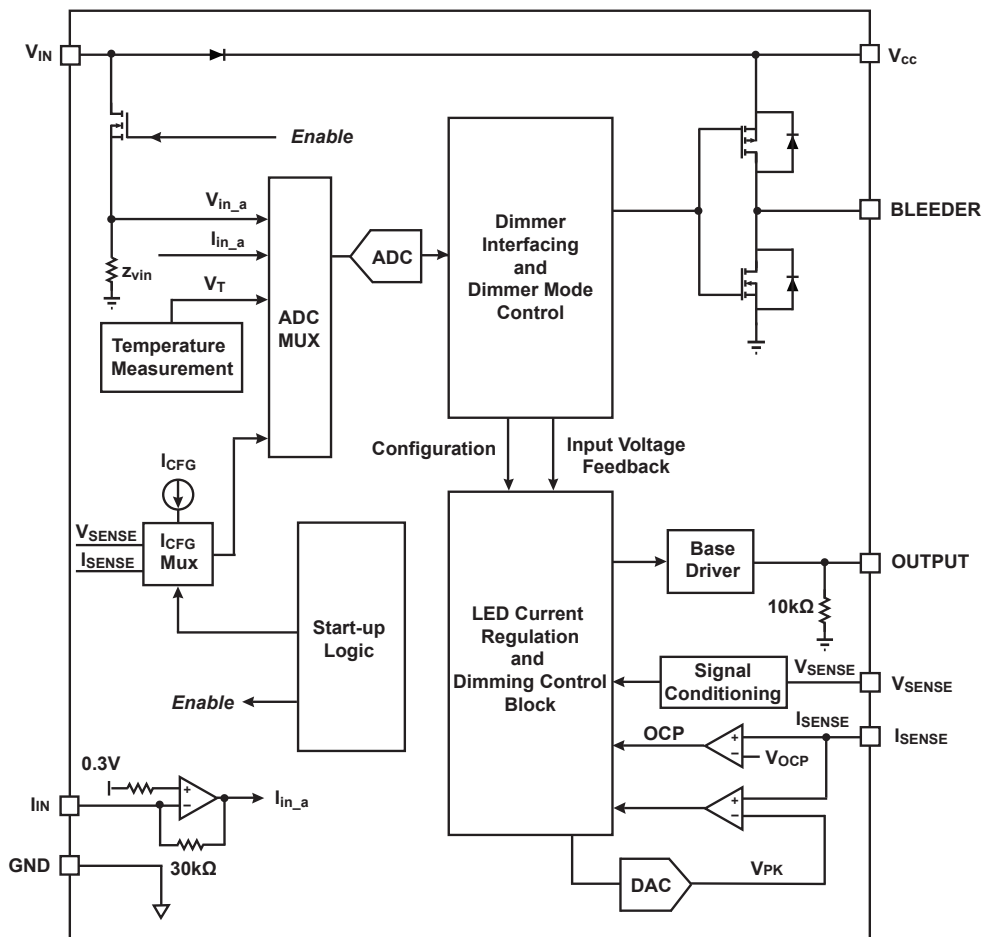 VIN
Vcc
Enable
Vin_a
Iin_a
zvin
VT
Temperature
Measurement
ADC
MUX
ADC
Dimmer
Interfacing
and
Dimmer Mode
Control
BLEEDER
Configuration
Input Voltage
Feedback
ICFG
VSENSE
ISENSE
ICFG
Mux
Start-up
Logic
Enable
LED Current
Regulation
and
Dimming Control
Block
Base
Driver
OUTPUT
10kΩ
Signal
Conditioning
VSENSE
VSENSE
ISENSE
ISENSE
OCP
+
−
VOCP
+
−
0.3V
IIN
+
−
Iin_a
30kΩ
GND
DAC
VPK